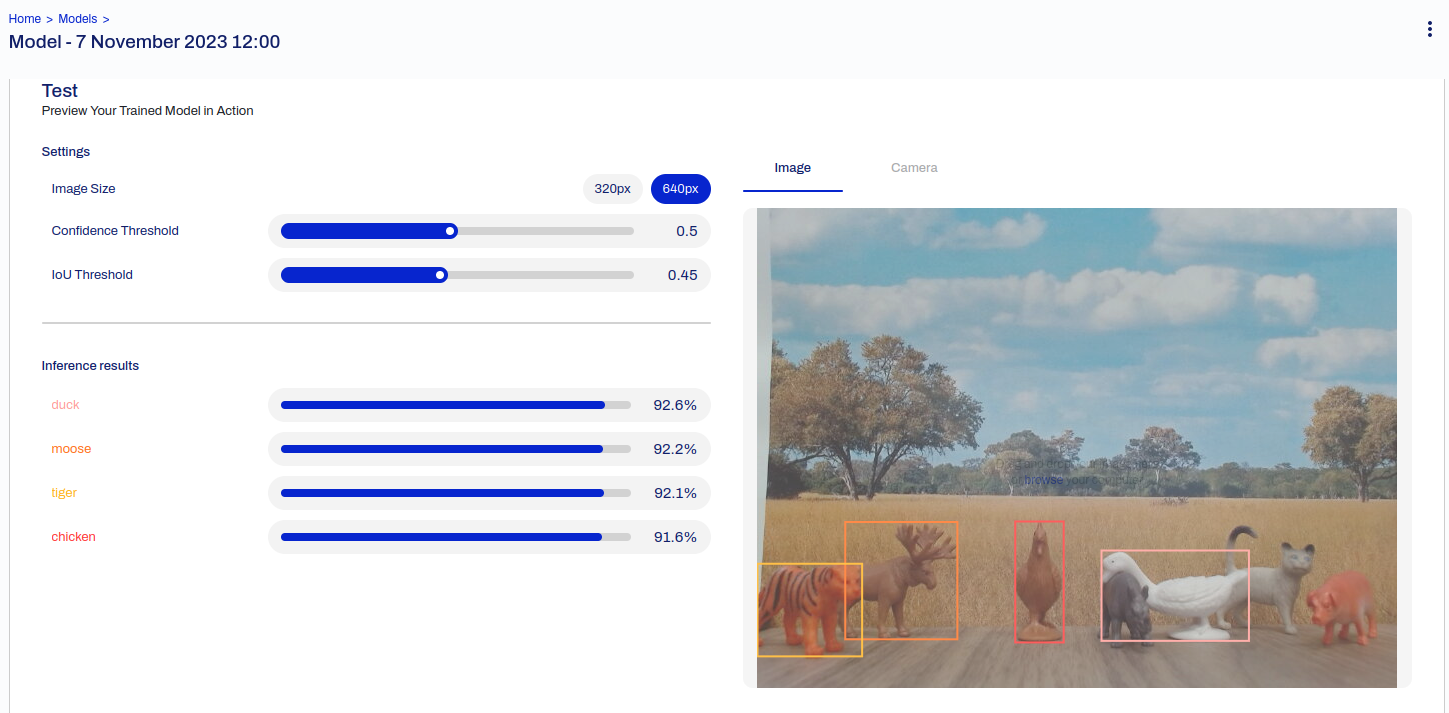 Home > Models >
Model - 7 November 2023 12:00
Test
Preview Your Trained Model in Action
Settings
Image Size 320px 640px
Confidence Threshold 0.5
IoU Threshold 0.45
Inference results
duck 92.6%
moose 92.2%
tiger 92.1%
chicken 91.6%
Image Camera
browse your computer